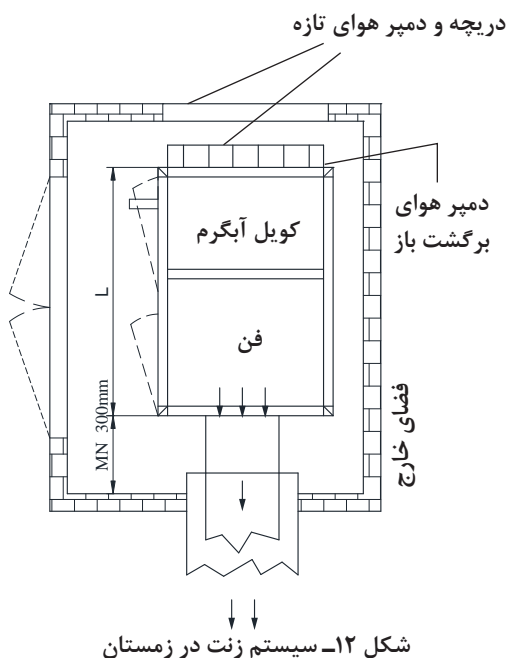 دریچه و دمپر هوای تازه
دمپر هوای
برگشت باز
کویل آبگرم
فن
L
MN 300mm
فضای خارج
شکل ۱۲ـ سیستم زنت در زمستان